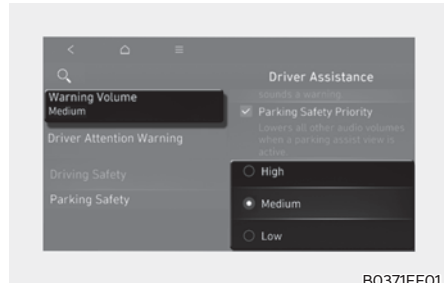 Driver Assistance
Warning Volume
Medium
Driver Attention Warning
Driving Safety
Parking Safety
sounds a warning
Parking Safety Priority
Lowers all other audio volumes
when a parking assist view is
active
High
Medium
Low
B0371EE01